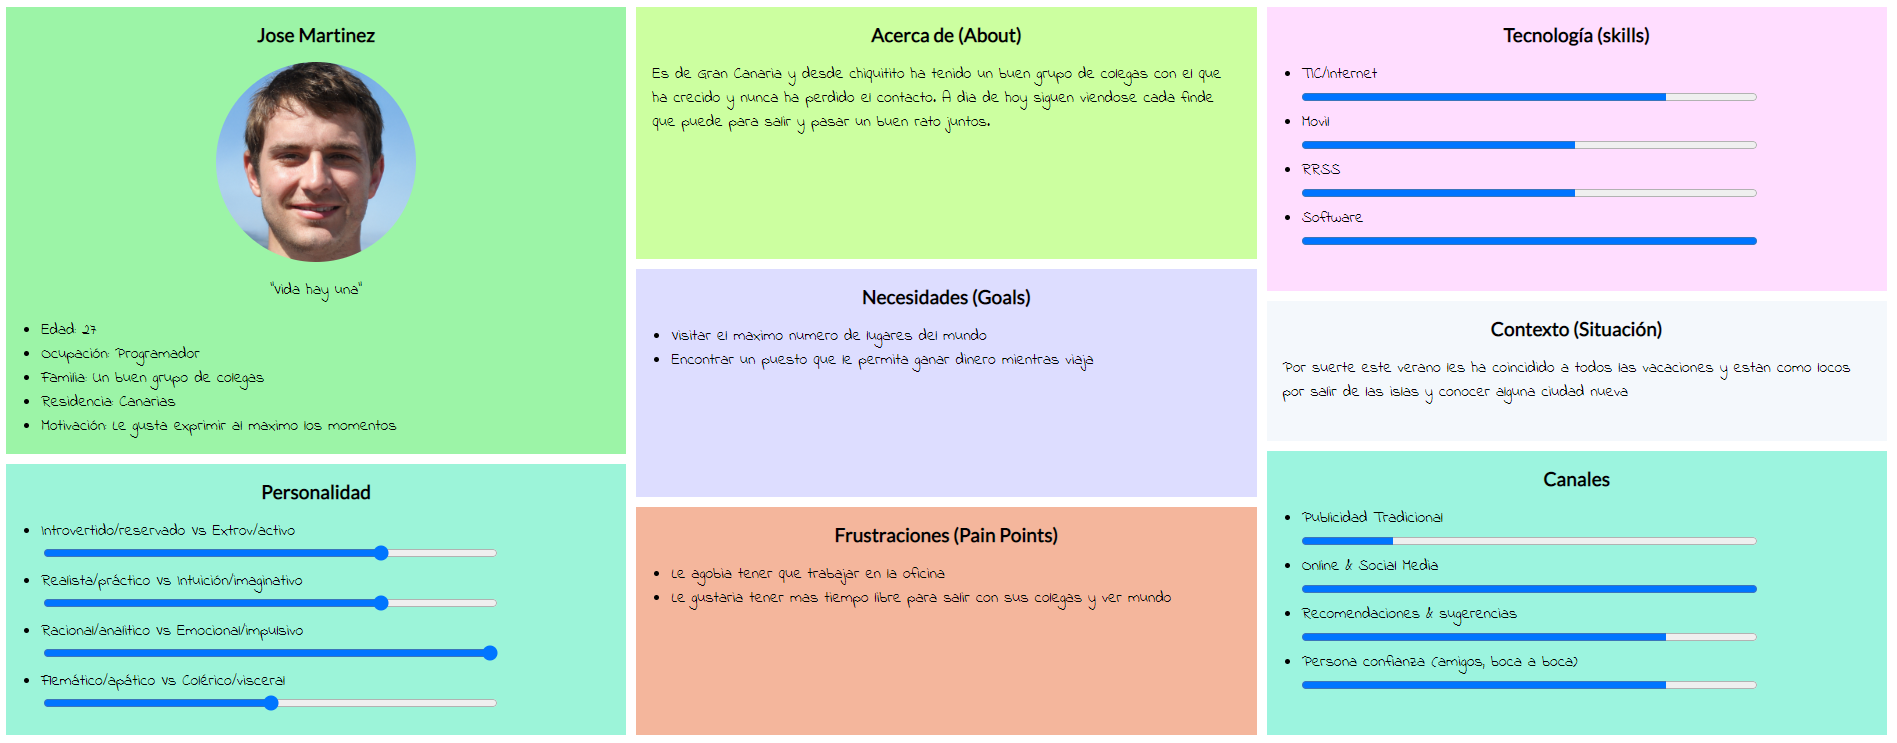 Jose Martinez
"Vida hay una"
Edad: 27
Ocupación: Programador
Familia: Un buen grupo de colegas
Residencia: Canarias
Motivación: Le gusta exprimir al maximo los momentos
Personalidad
Introvertido/reservado Vs Extrov/activo
Realista/práctico Vs Intuición/imaginativo
Racional/analítico Vs Emocional/impulsivo
Flemático/apático Vs Colérico/visceral
Acerca de (About)
Es de Gran Canaria y desde chiquitito ha tenido un buen grupo de colegas con el que
ha crecido y nunca ha perdido el contacto. A dia de hoy siguen viendose cada finde
que puede para salir y pasar un buen rato juntos.
Necesidades (Goals)
Visitar el maximo numero de lugares del mundo
Encontrar un puesto que le permita ganar dinero mientras viaja
Frustraciones (Pain Points)
Le agobia tener que trabajar en la oficina
Le gustaria tener mas tiempo libre para salir con sus colegas y ver mundo
Tecnología (skills)
TIC/Internet
Movil
RRSS
Software
Contexto (Situación)
Por suerte este verano les ha coincidido a todos las vacaciones y estan como locos
por salir de las islas y conocer alguna ciudad nueva
Canales
Publicidad Tradicional
Online & Social Media
Recomendaciones & sugerencias
Persona confianza (amigos, boca a boca)